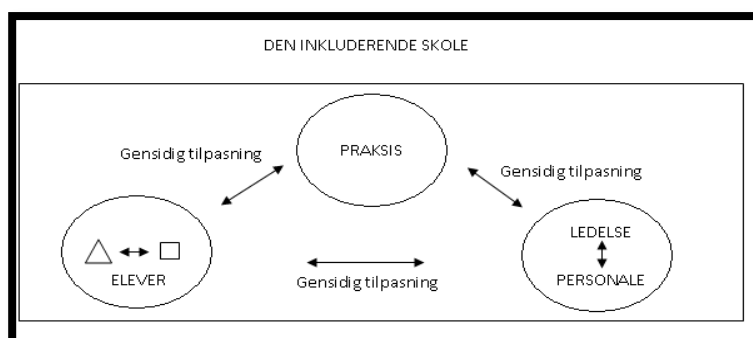 DEN INKLUDERENDE SKOLE
PRAKSIS
Gensidig tilpasning
Gensidig tilpasning
LEDELSE
PERSONALE
ELEVER
Gensidig tilpasning